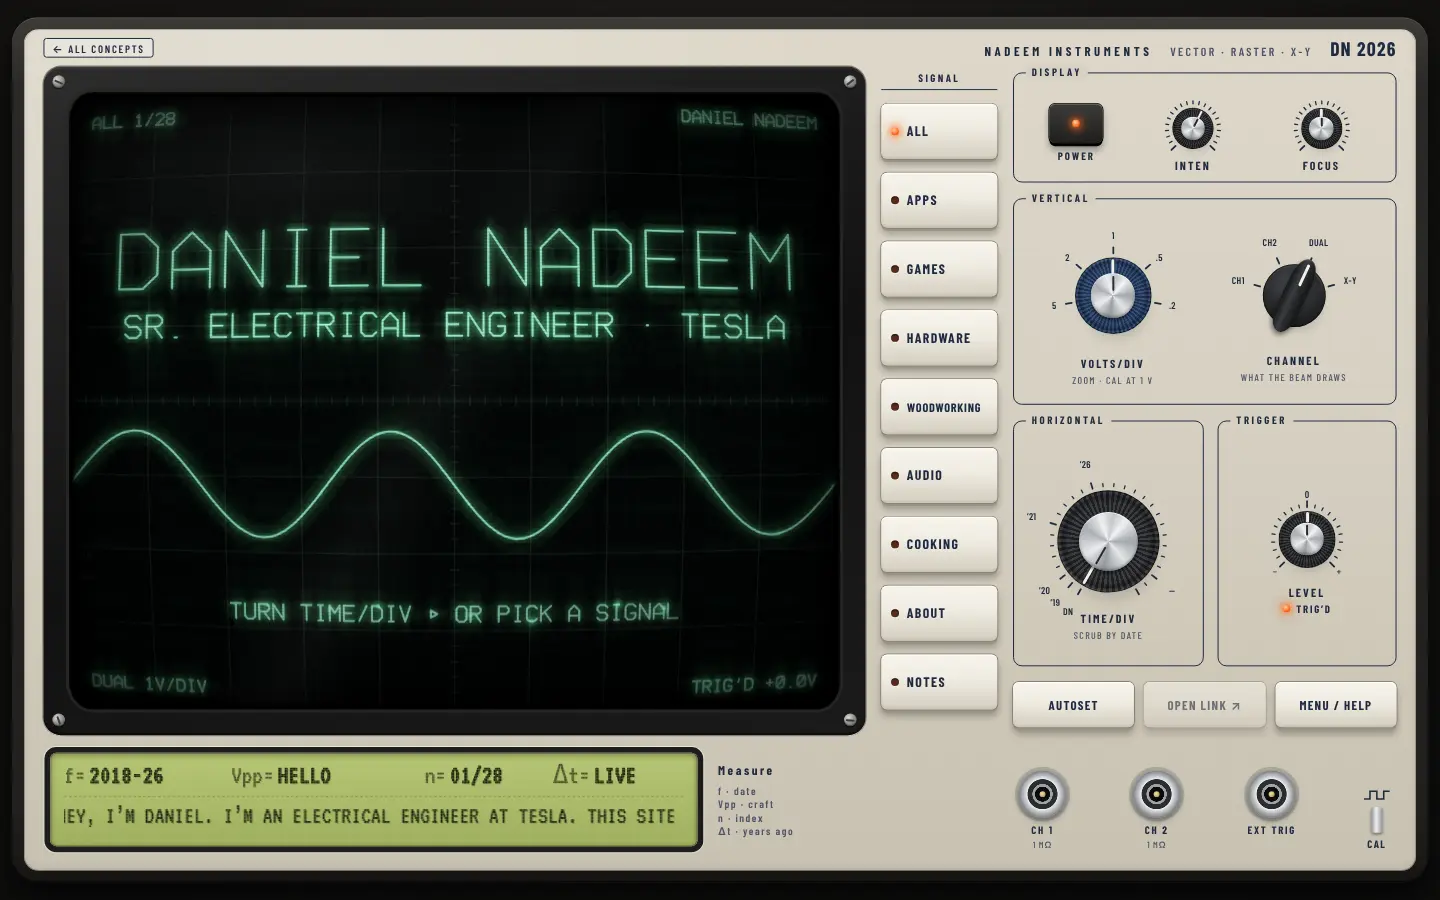 ← ALL CONCEPTS
NADEEM INSTRUMENTS VECTOR · RASTER · X-Y DN 2026
ALL 1/28
DANIEL NADEEM
DANIEL NADEEM
SR. ELECTRICAL ENGINEER · TESLA
TURN TIME/DIV ▹ OR PICK A SIGNAL
DUAL 1V/DIV
TRIG'D +0.0V
SIGNAL
ALL
APPS
GAMES
HARDWARE
WOODWORKING
AUDIO
COOKING
ABOUT
NOTES
DISPLAY
POWER
INTEN
FOCUS
VERTICAL
5
2
1
.5
.2
VOLTS/DIV
ZOOM · CAL AT 1 V
CH1
CH2
DUAL
X-Y
CHANNEL
WHAT THE BEAM DRAWS
HORIZONTAL
'26
'21
'20
'19
DN
–
TIME/DIV
SCRUB BY DATE
TRIGGER
0
–
+
LEVEL
TRIG'D
AUTOSET
OPEN LINK ↗
MENU / HELP
f= 2018-26 Vpp= HELLO n= 01/28 Δt= LIVE
HEY, I'M DANIEL. I'M AN ELECTRICAL ENGINEER AT TESLA. THIS SITE
Measure
f · date
Vpp · craft
n · index
Δt · years ago
CH 1
1 MΩ
CH 2
1 MΩ
EXT TRIG
CAL